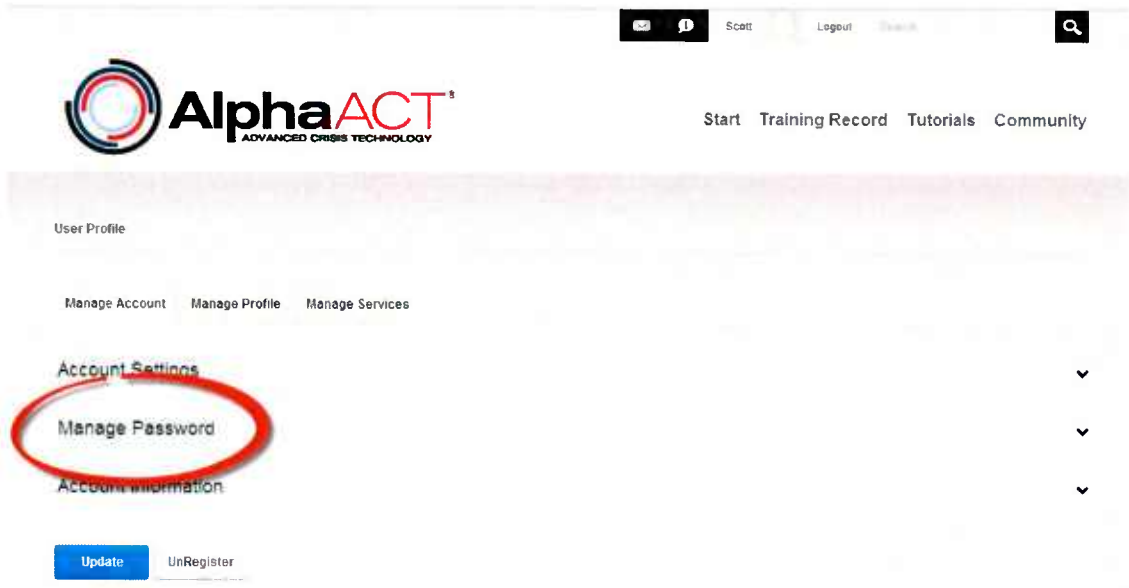 Scott Logout Search
AlphaACT®
ADVANCED CRISIS TECHNOLOGY
Start Training Record Tutorials Community
User Profile
Manage Account Manage Profile Manage Services
Account Settings
Manage Password
Account Information
Update UnRegister